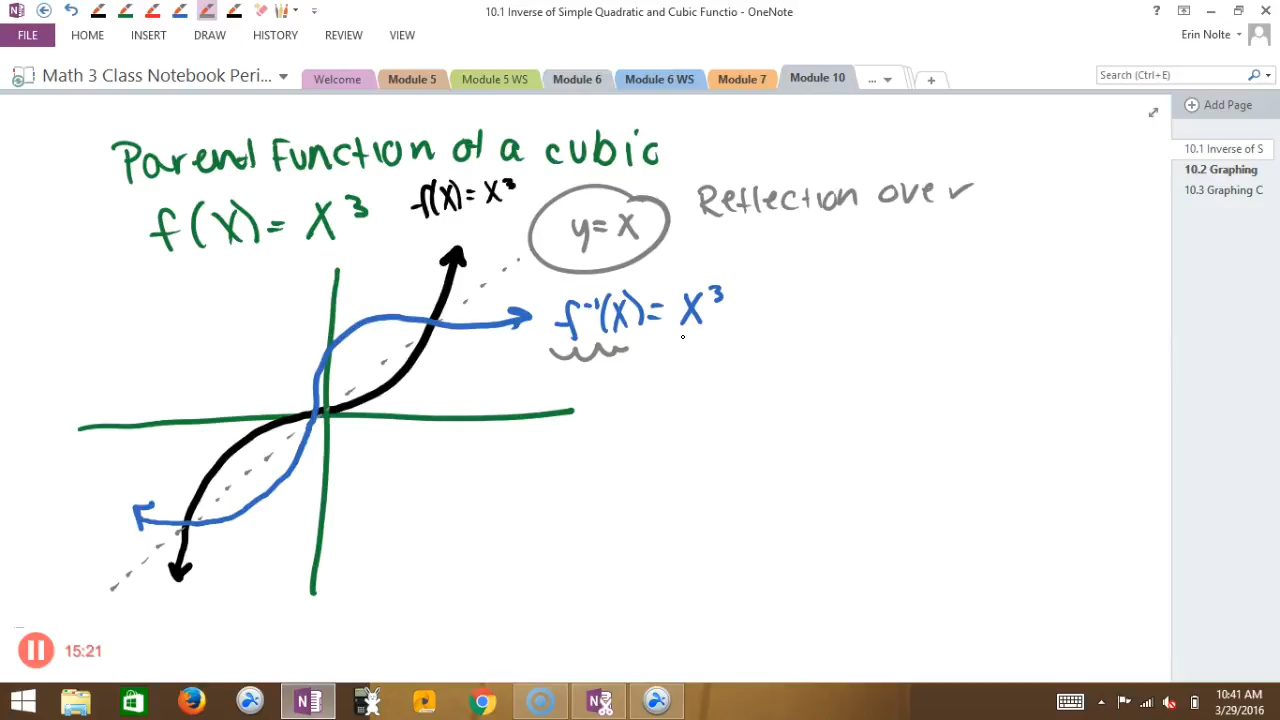 10.1 Inverse of Simple Quadratic and Cubic Functio - OneNote
FILE HOME INSERT DRAW HISTORY REVIEW VIEW
Erin Nolte
Math 3 Class Notebook Peri... Welcome Module 5 Module 5 WS Module 6 Module 6 WS Module 7 Module 10 ...
Search (Ctrl+E)
Add Page
10.1 Inverse of S
10.2 Graphing
10.3 Graphing C
Parend Function of a cubic
f(x)= x³
f(x)= x³
y= x
Reflection over
f⁻¹(x)= x³
15:21
10:41 AM
3/29/2016